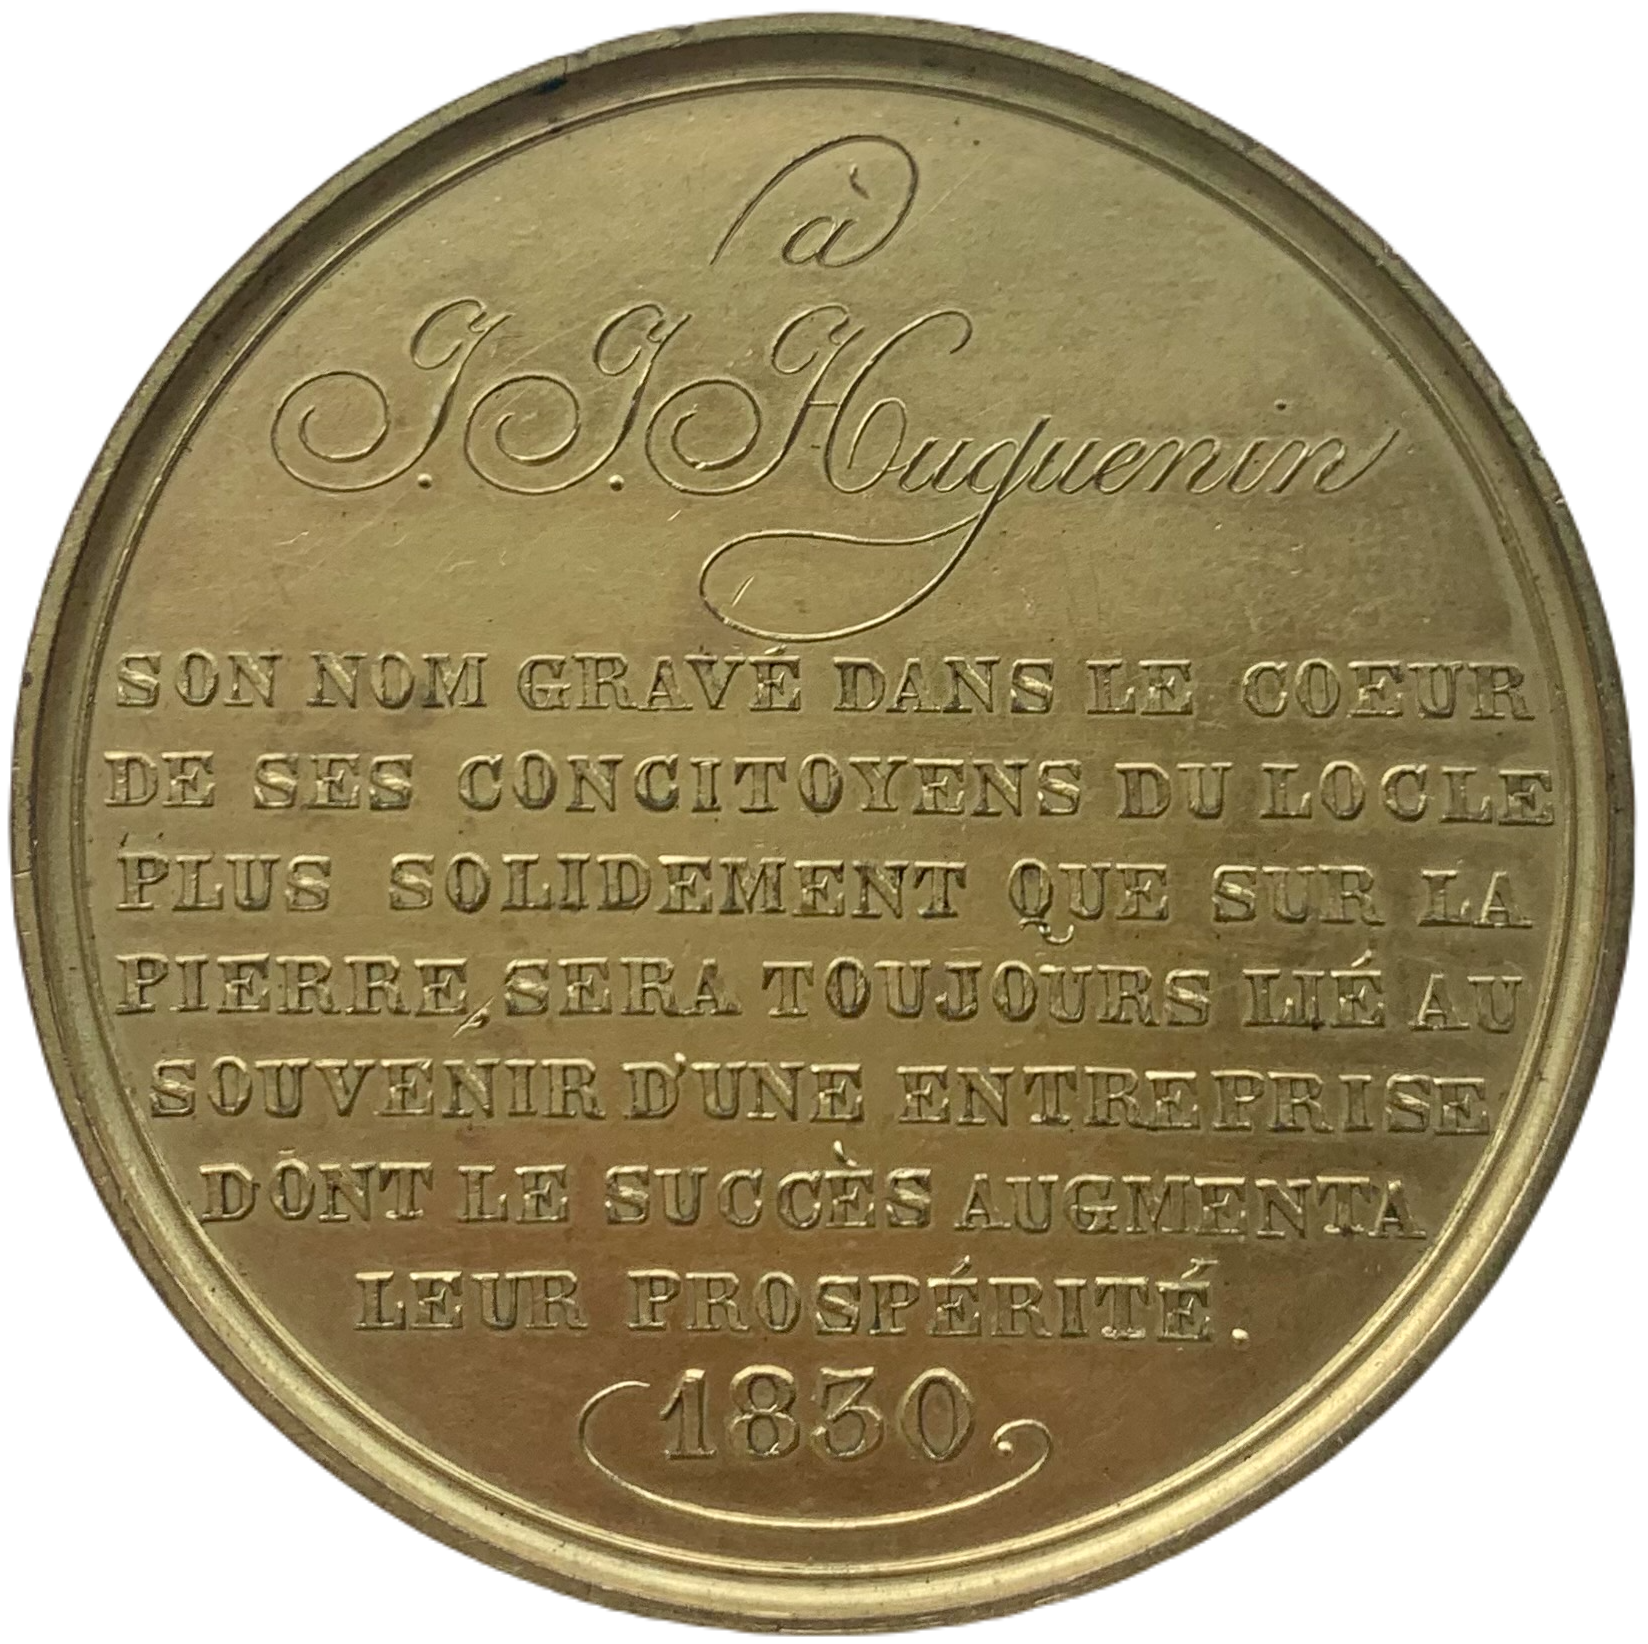 à
J. J. Huguenin
SON NOM GRAVÉ DANS LE COEUR
DE SES CONCITOYENS DU LOCLE
PLUS SOLIDEMENT QUE SUR LA
PIERRE, SERA TOUJOURS LIÉ AU
SOUVENIR D'UNE ENTREPRISE
DONT LE SUCCÈS AUGMENTA
LEUR PROSPÉRITÉ.
1830